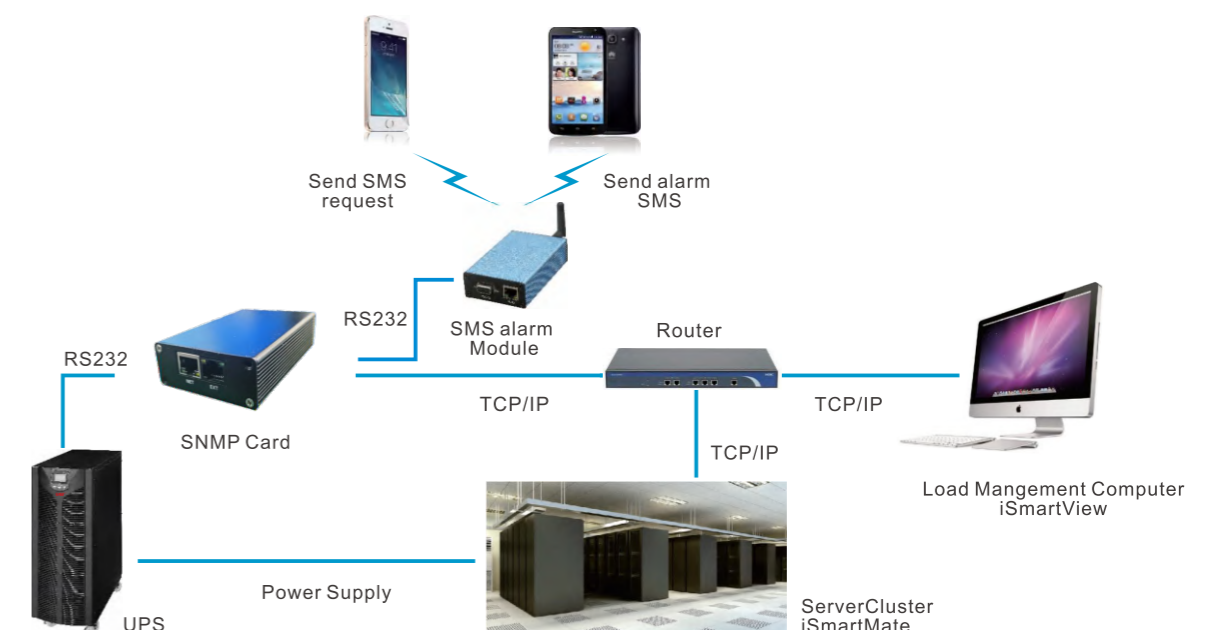 Send SMS
request
Send alarm
SMS
RS232
SMS alarm
Module
Router
RS232
TCP/IP
TCP/IP
SNMP Card
TCP/IP
Load Mangement Computer
iSmartView
Power Supply
ServerCluster
iSmartMate
UPS